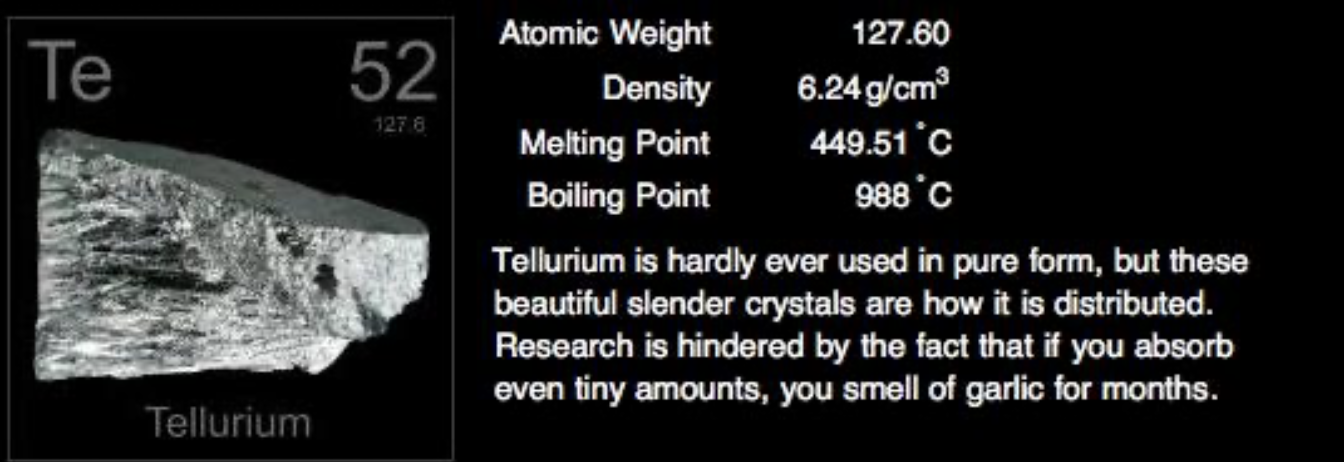 Te 52
127.6
Tellurium
Atomic Weight 127.60
Density 6.24 g/cm³
Melting Point 449.51 °C
Boiling Point 988 °C
Tellurium is hardly ever used in pure form, but these
beautiful slender crystals are how it is distributed.
Research is hindered by the fact that if you absorb
even tiny amounts, you smell of garlic for months.